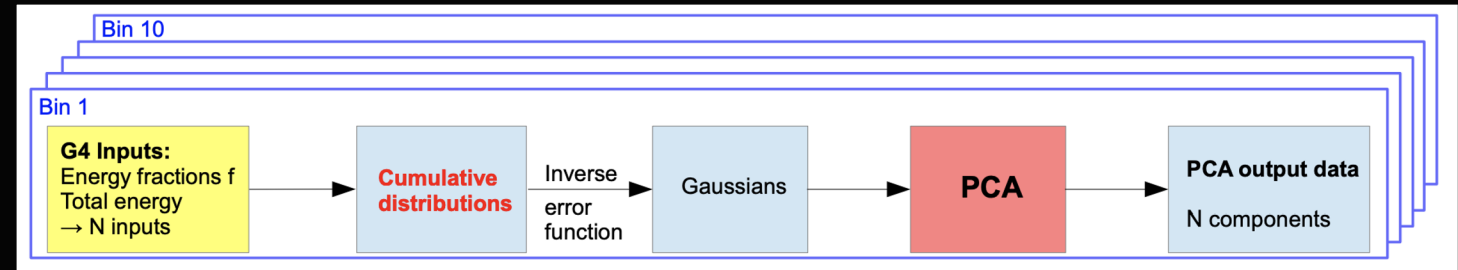 Bin 10
Bin 1
G4 Inputs:
Energy fractions f
Total energy
→ N inputs
Cumulative
distributions
Inverse
error
function
Gaussians
PCA
PCA output data
N components